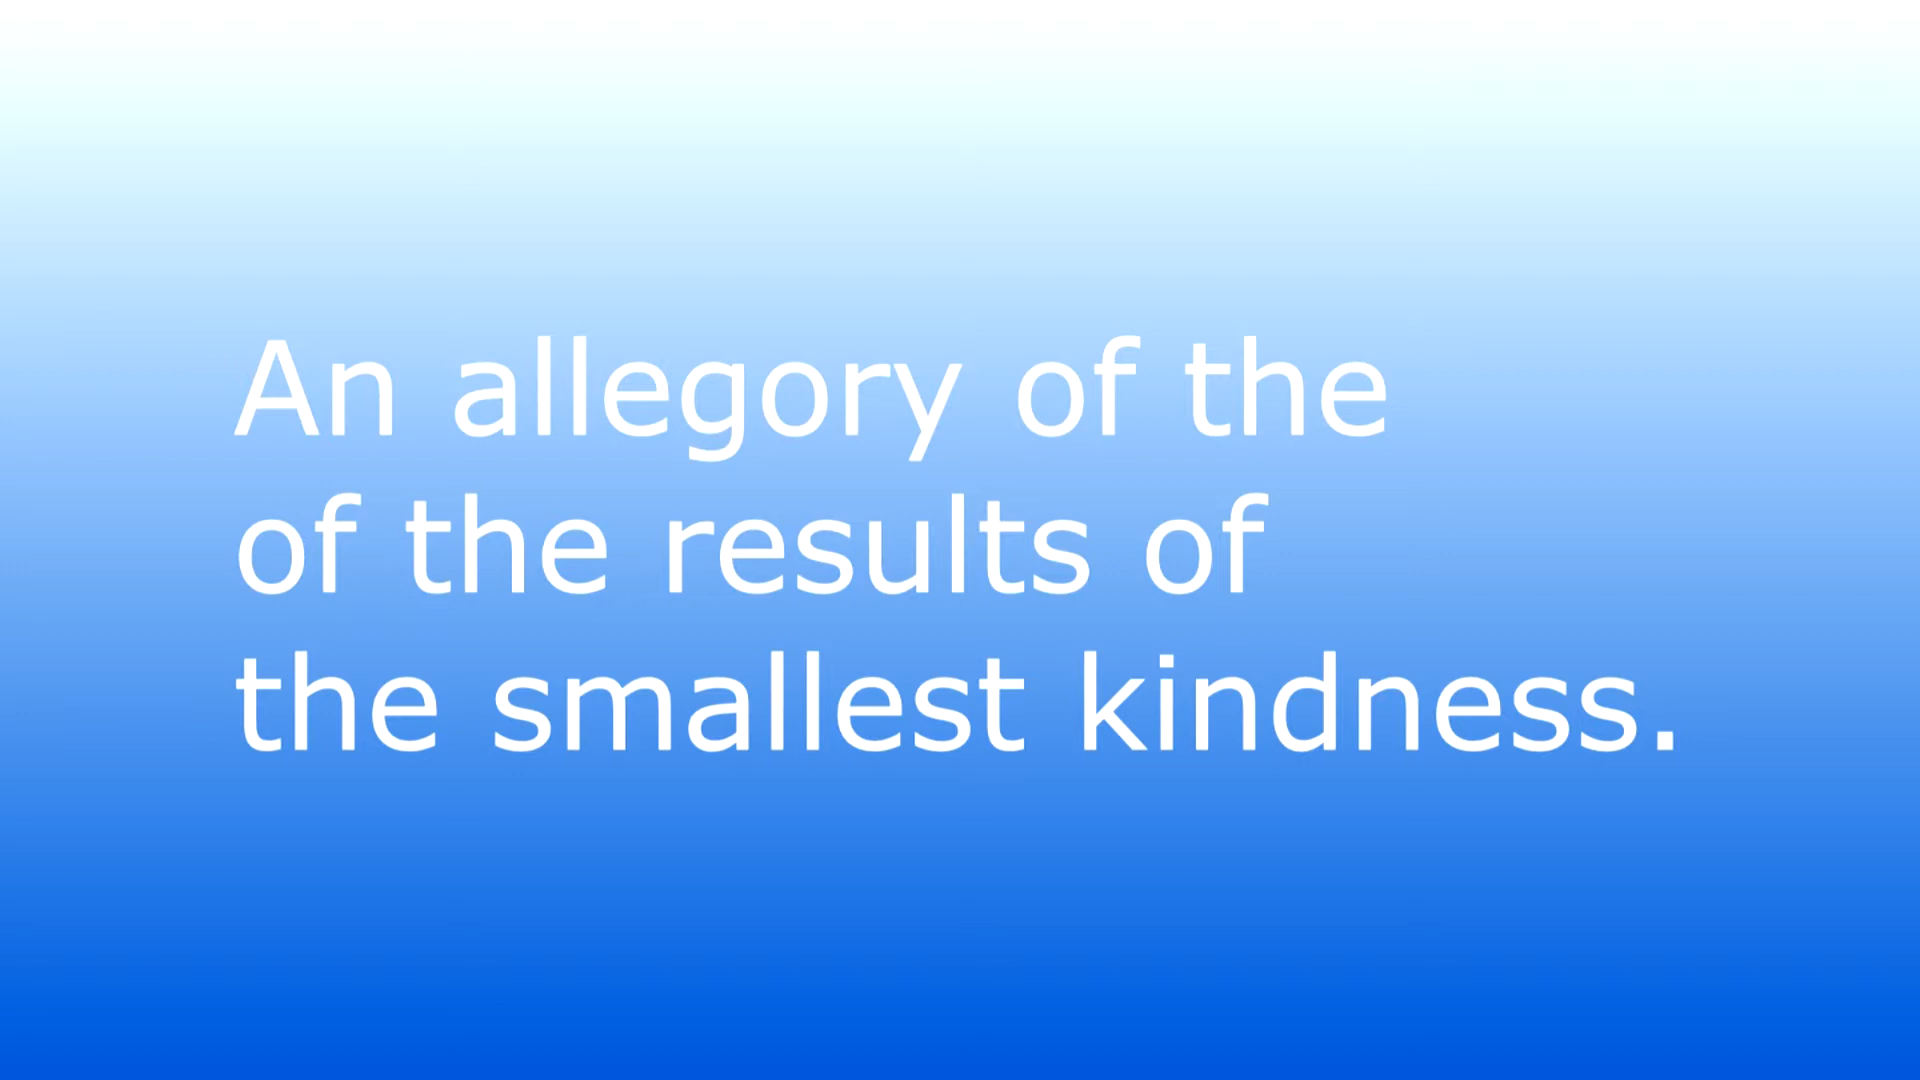 An allegory of the
of the results of
the smallest kindness.